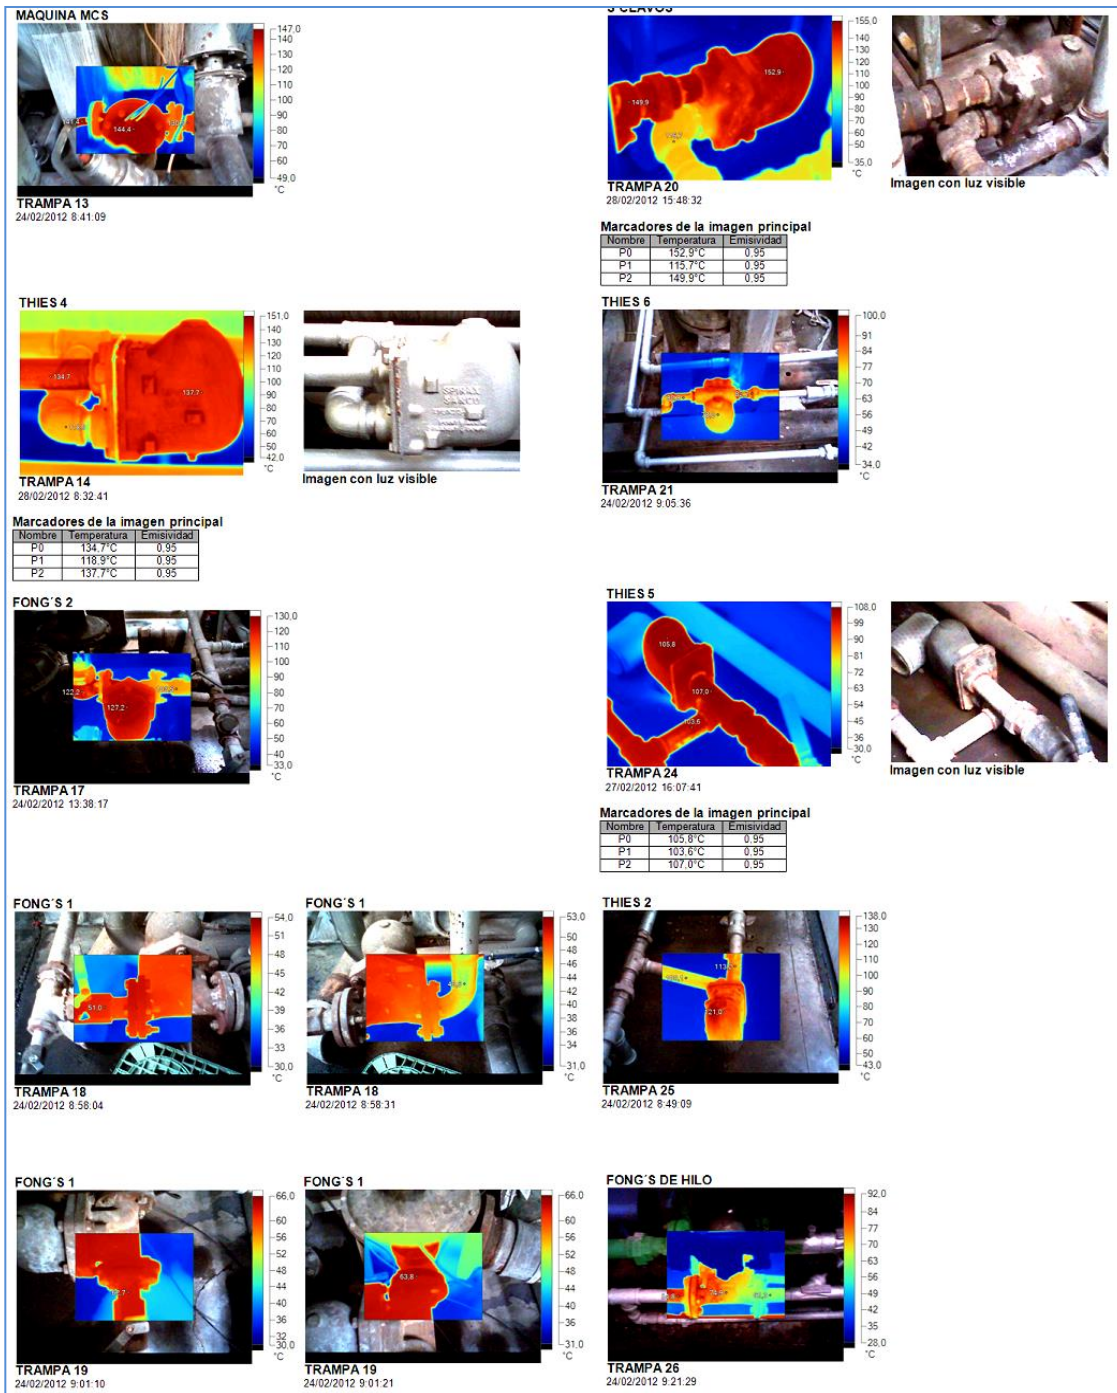 MAQUINA MCS
147,0
140
130
120
110
100
90
80
70
60
49,0
°C
144,4
TRAMPA 13
24/02/2012 8:41:09
3 CLAVOS
155,0
140
130
120
110
100
90
80
70
60
50
35,0
°C
152,9
149,9
TRAMPA 20
28/02/2012 15:48:32
Imagen con luz visible
Marcadores de la imagen principal
Nombre Temperatura Emisividad
P0 152,9°C 0,95
P1 115,7°C 0,95
P2 149,9°C 0,95
THIES 4
151,0
140
130
120
110
100
90
80
70
60
50
42,0
°C
134,7
137,7
TRAMPA 14
28/02/2012 8:32:41
Imagen con luz visible
Marcadores de la imagen principal
Nombre Temperatura Emisividad
P0 134,7°C 0,95
P1 118,9°C 0,95
P2 137,7°C 0,95
THIES 6
100,0
91
84
77
70
63
56
49
42
34,0
°C
TRAMPA 21
24/02/2012 9:05:36
FONG´S 2
130,0
120
110
100
90
80
70
60
50
40
33,0
°C
122,2
127,2
TRAMPA 17
24/02/2012 13:38:17
THIES 5
108,0
99
90
81
72
63
54
45
36
30,0
°C
105,8
107,0
103,6
TRAMPA 24
27/02/2012 16:07:41
Imagen con luz visible
Marcadores de la imagen principal
Nombre Temperatura Emisividad
P0 105,8°C 0,95
P1 103,6°C 0,95
P2 107,0°C 0,95
FONG´S 1
54,0
51
48
45
42
39
36
33
30,0
°C
51,0
TRAMPA 18
24/02/2012 8:58:04
FONG´S 1
53,0
50
48
46
44
42
40
38
36
34
31,0
°C
TRAMPA 18
24/02/2012 8:58:31
THIES 2
138,0
130
120
110
100
90
80
70
60
50
43,0
°C
TRAMPA 25
24/02/2012 8:49:09
FONG´S 1
66,0
60
56
52
48
44
40
36
32
30,0
°C
TRAMPA 19
24/02/2012 9:01:10
FONG´S 1
66,0
60
56
52
48
44
40
36
31,0
°C
63,8
TRAMPA 19
24/02/2012 9:01:21
FONG´S DE HILO
92,0
84
77
70
63
56
49
42
35
28,0
°C
TRAMPA 26
24/02/2012 9:21:29